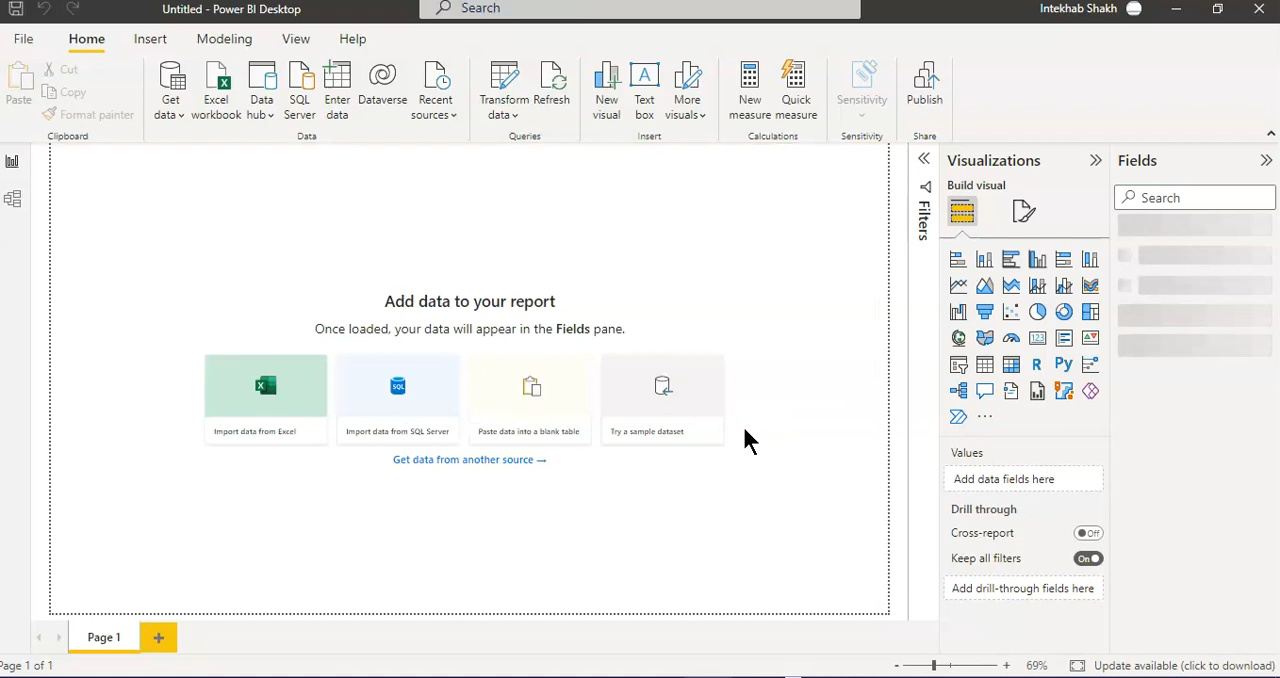 Untitled - Power BI Desktop
Search
Intekhab Shakh
File Home Insert Modeling View Help
Paste
Cut
Copy
Format painter
Get data
Excel workbook
Data hub
SQL Server
Enter data
Dataverse
Recent sources
Transform data
Refresh
New visual
A
Text box
More visuals
New measure
Quick measure
Sensitivity
Publish
Clipboard
Data
Queries
Insert
Calculations
Sensitivity
Share
Filters
Visualizations
Build visual
R
Py
123
Values
Add data fields here
Drill through
Cross-report
Off
Keep all filters
On
Add drill-through fields here
Fields
Search
Add data to your report
Once loaded, your data will appear in the Fields pane.
X
SQL
Import data from Excel
Import data from SQL Server
Paste data into a blank table
Try a sample dataset
Get data from another source →
Page 1
+
Page 1 of 1
- + 69%
Update available (click to download)